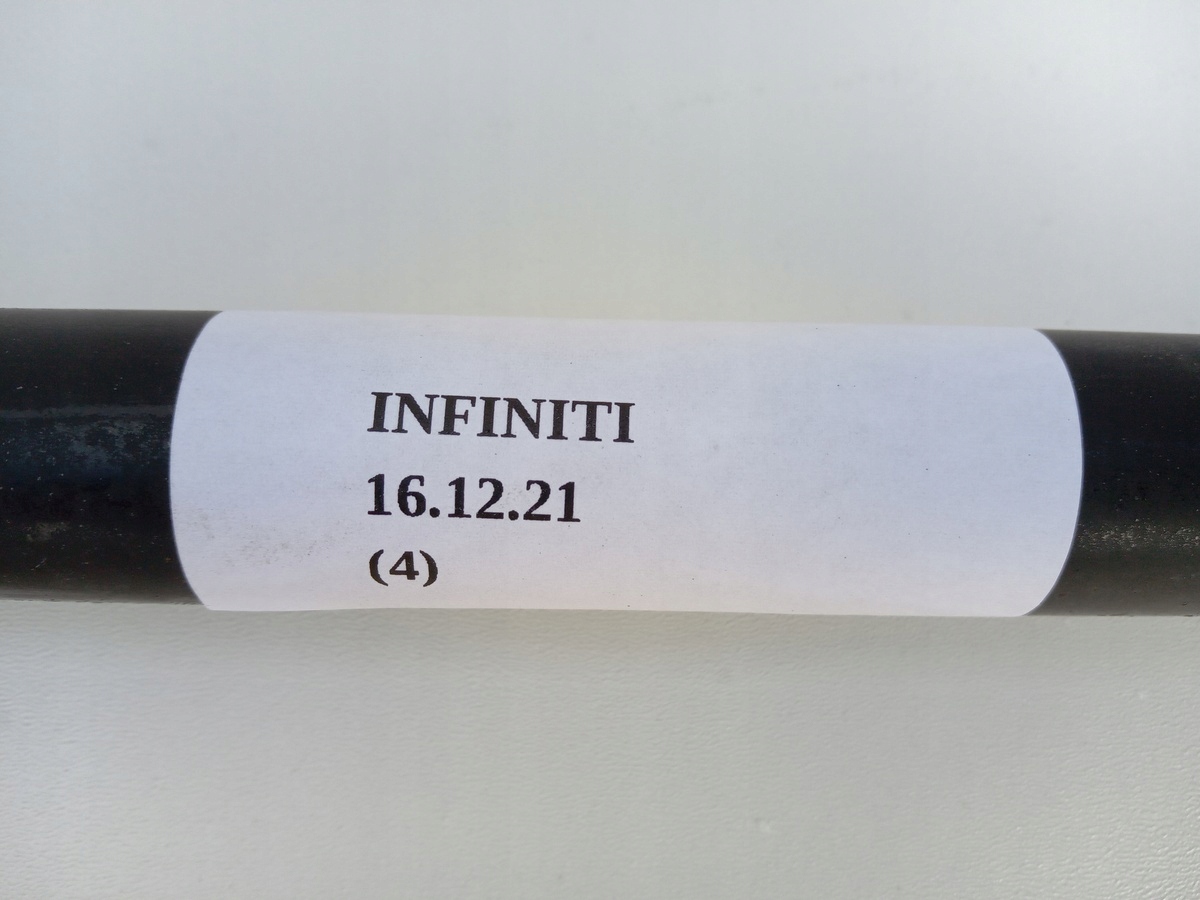 INFINITI
16.12.21
(4)